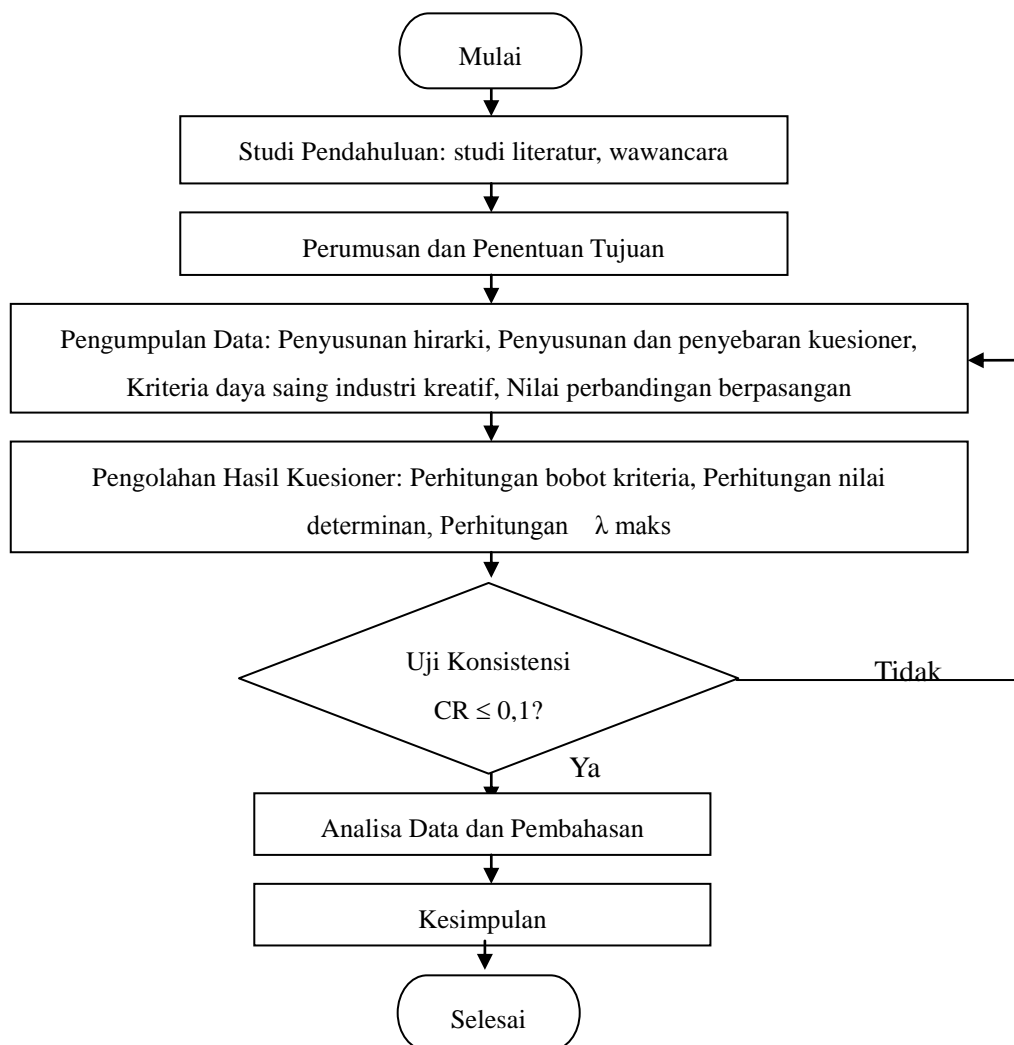 Mulai
Studi Pendahuluan: studi literatur, wawancara
Perumusan dan Penentuan Tujuan
Pengumpulan Data: Penyusunan hirarki, Penyusunan dan penyebaran kuesioner,
Kriteria daya saing industri kreatif, Nilai perbandingan berpasangan
Pengolahan Hasil Kuesioner: Perhitungan bobot kriteria, Perhitungan nilai
determinan, Perhitungan λ maks
Uji Konsistensi
CR ≤ 0,1?
Tidak
Ya
Analisa Data dan Pembahasan
Kesimpulan
Selesai